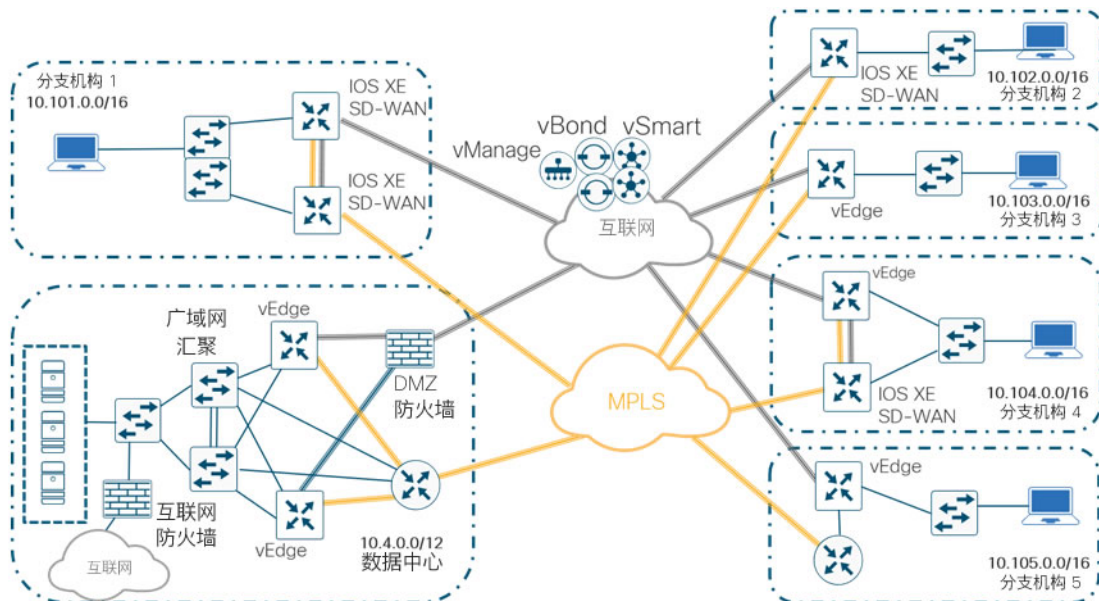 分支机构 1
10.101.0.0/16
IOS XE
SD-WAN
IOS XE
SD-WAN
vBond
vSmart
vManage
互联网
IOS XE
SD-WAN
10.102.0.0/16
分支机构 2
vEdge
10.103.0.0/16
分支机构 3
vEdge
IOS XE
SD-WAN
10.104.0.0/16
分支机构 4
vEdge
10.105.0.0/16
分支机构 5
MPLS
广域网
汇聚
vEdge
DMZ
防火墙
互联网
防火墙
vEdge
10.4.0.0/12
数据中心
互联网